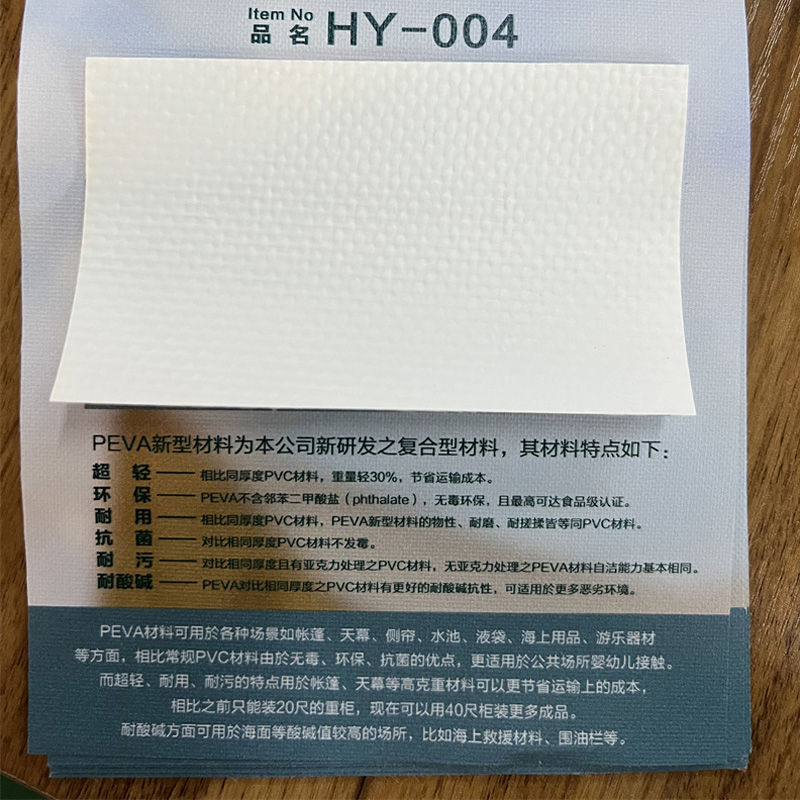 Item No
品 名 HY-004
PEVA新型材料为本公司新研发之复合型材料，其材料特点如下：
超 轻——相比同厚度PVC材料，重量轻30%，节省运输成本。
环 保——PEVA不含邻苯二甲酸盐（phthalate），无毒环保，且最高可达食品级认证。
耐 用——相比同厚度PVC材料，PEVA新型材料的物性、耐磨、耐搓揉皆等同PVC材料。
抗 菌——对比相同厚度PVC材料不发霉。
耐 污——对比相同厚度且有亚克力处理之PVC材料，无亚克力处理之PEVA材料自洁能力基本相同。
耐酸碱——PEVA对比相同厚度之PVC材料有更好的耐酸碱抗性，可适用於更多恶劣环境。
PEVA材料可用於各种场景如帐蓬、天幕、侧帘、水池、液袋、海上用品、游乐器材
等方面，相比常规PVC材料由於无毒、环保、抗菌的优点，更适用於公共场所婴幼儿接触。
而超轻、耐用、耐污的特点用於帐蓬、天幕等高克重材料可以更节省运输上的成本，
相比之前只能装20尺的重柜，现在可以用40尺柜装更多成品。
耐酸碱方面可用於海面等酸碱值较高的场所，比如海上救援材料、围油栏等。